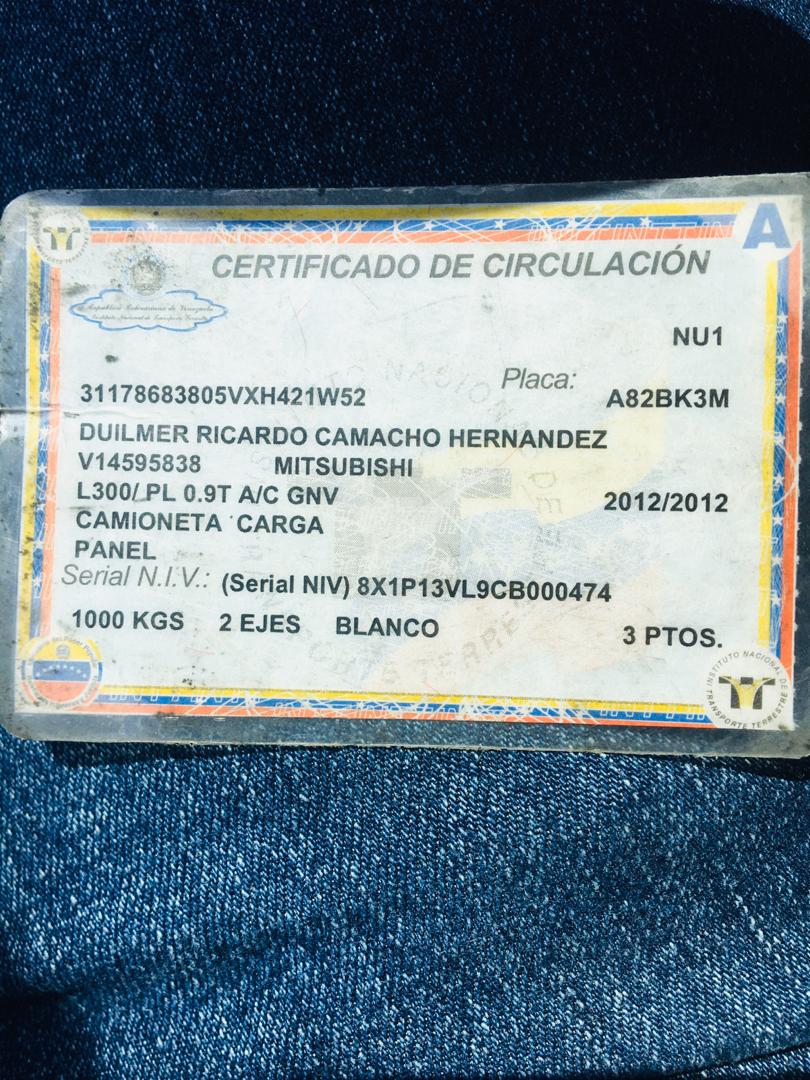 A
CERTIFICADO DE CIRCULACIÓN
República Bolivariana de Venezuela
Instituto Nacional de Transporte Terrestre
NU1
Placa:
31178683805VXH421W52 A82BK3M
DUILMER RICARDO CAMACHO HERNANDEZ
V14595838 MITSUBISHI
L300/ PL 0.9T A/C GNV 2012/2012
CAMIONETA CARGA
PANEL
Serial N.I.V.: (Serial NIV) 8X1P13VL9CB000474
1000 KGS 2 EJES BLANCO 3 PTOS.
INSTITUTO NACIONAL DE TRANSPORTE TERRESTRE